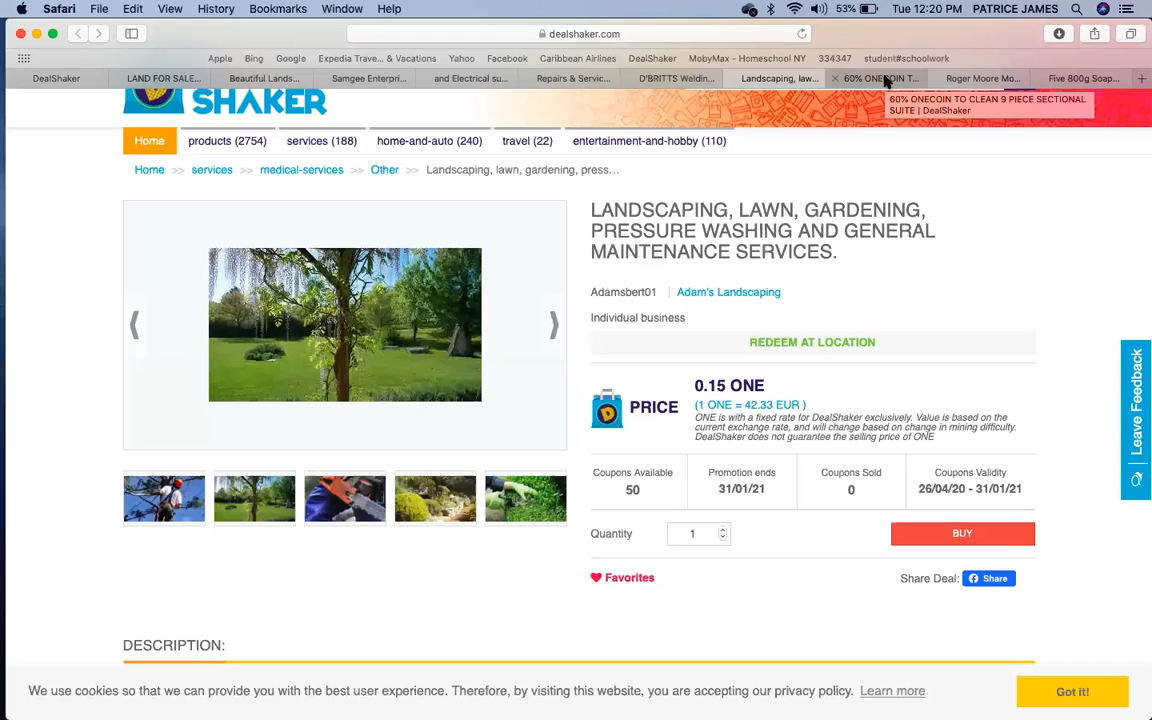 Safari File Edit View History Bookmarks Window Help 53% Tue 12:20 PM PATRICE JAMES
dealshaker.com
Apple Bing Google Expedia Trave... & Vacations Yahoo Facebook Caribbean Airlines DealShaker MobyMax - Homeschool NY 334347 student#schoolwork
DealShaker LAND FOR SALE... Beautiful Lands... Samgee Enterpri... and Electrical su... Repairs & Servic... D'BRITTS Weldin... Landscaping, law... 60% ONECOIN T... Roger Moore Mo... Five 800g Soap...
60% ONECOIN TO CLEAN 9 PIECE SECTIONAL
SUITE | DealShaker
SHAKER
Home products (2754) services (188) home-and-auto (240) travel (22) entertainment-and-hobby (110)
Home >> services >> medical-services >> Other >> Landscaping, lawn, gardening, press...
LANDSCAPING, LAWN, GARDENING,
PRESSURE WASHING AND GENERAL
MAINTENANCE SERVICES.
Adamsbert01 | Adam's Landscaping
Individual business
REDEEM AT LOCATION
PRICE
0.15 ONE
(1 ONE = 42.33 EUR )
ONE is with a fixed rate for DealShaker exclusively. Value is based on the
current exchange rate, and will change based on change in mining difficulty.
DealShaker does not guarantee the selling price of ONE
Coupons Available Promotion ends Coupons Sold Coupons Validity
50 31/01/21 0 26/04/20 - 31/01/21
Quantity 1 BUY
Favorites Share Deal: Share
Leave Feedback
DESCRIPTION:
We use cookies so that we can provide you with the best user experience. Therefore, by visiting this website, you are accepting our privacy policy. Learn more Got it!